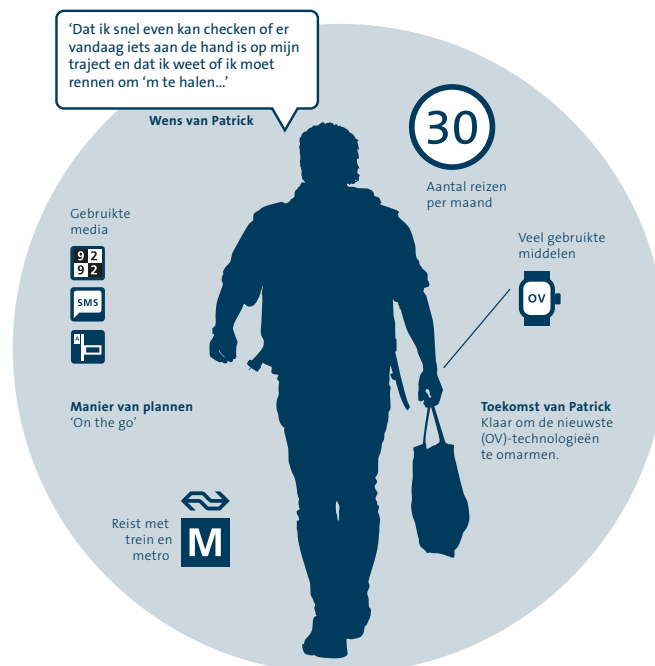 ‘Dat ik snel even kan checken of er
vandaag iets aan de hand is op mijn
traject en dat ik weet of ik moet
rennen om ‘m te halen...’
Wens van Patrick
30
Aantal reizen
per maand
Gebruikte
media
9 2
9 2
SMS
A
Veel gebruikte
middelen
OV
Manier van plannen
‘On the go’
Toekomst van Patrick
Klaar om de nieuwste
(OV)-technologieën
te omarmen.
Reist met
trein en
metro
M